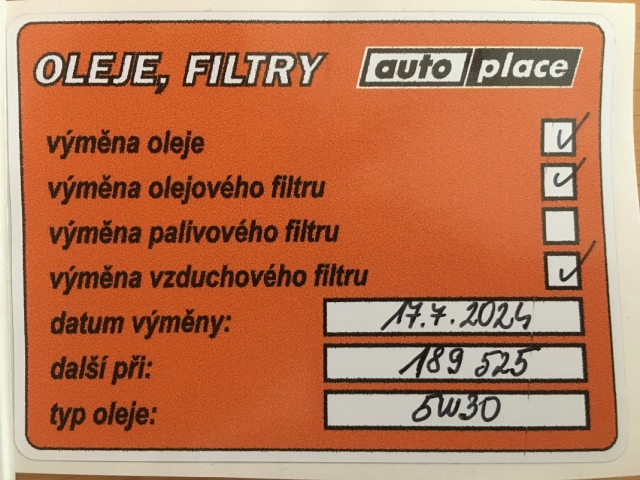 OLEJE, FILTRY auto place
výměna oleje ✓
výměna olejového filtru ✓
výměna palivového filtru
výměna vzduchového filtru ✓
datum výměny: 17.7.2024
další při: 189 525
typ oleje: 5W30